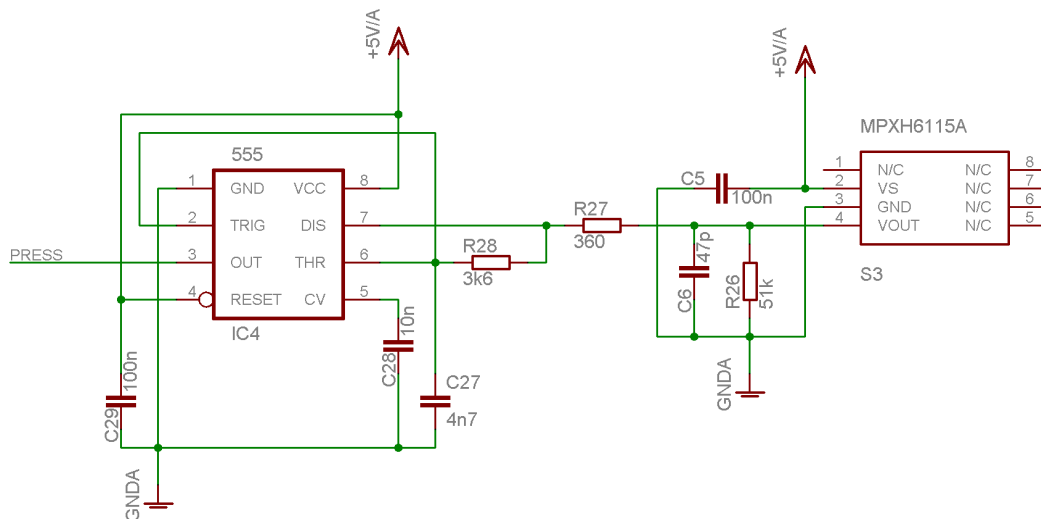 +5V/A
+5V/A
MPXH6115A
555
1 GND VCC 8
2 TRIG DIS 7
3 OUT THR 6
4 RESET CV 5
IC4
PRESS
C29
100n
GNDA
C28
10n
C27
4n7
R28
3k6
R27
360
C5
100n
C6
47p
R26
51k
GNDA
1 N/C N/C 8
2 VS N/C 7
3 GND N/C 6
4 VOUT N/C 5
S3